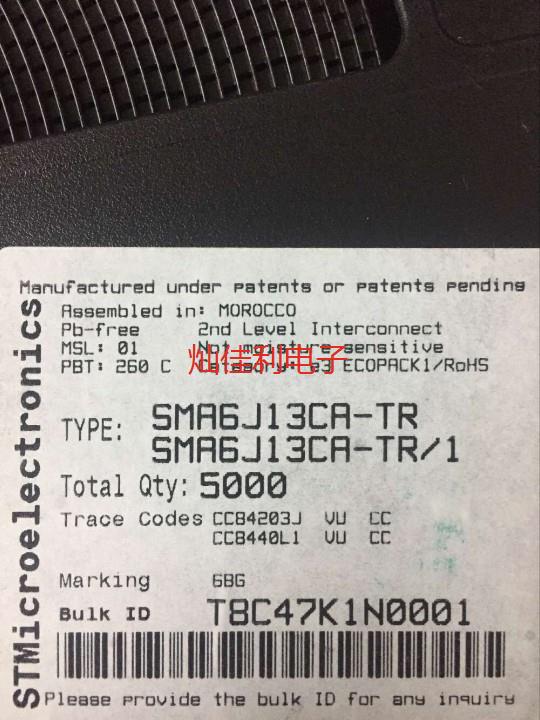 Manufactured under patents or patents pending
STMicroelectronics
Assembled in: MOROCCO
Pb-free 2nd Level Interconnect
MSL: 01 Not moisture sensitive
PBT: 260 C Category: e3 ECOPACK1/RoHS
灿佳利电子
TYPE: SMA6J13CA-TR
SMA6J13CA-TR/1
Total Qty: 5000
Trace Codes CC84203J VU CC
CC8440L1 VU CC
Marking 6BG
Bulk ID T8C47K1N0001
Please provide the bulk ID for any inquiry